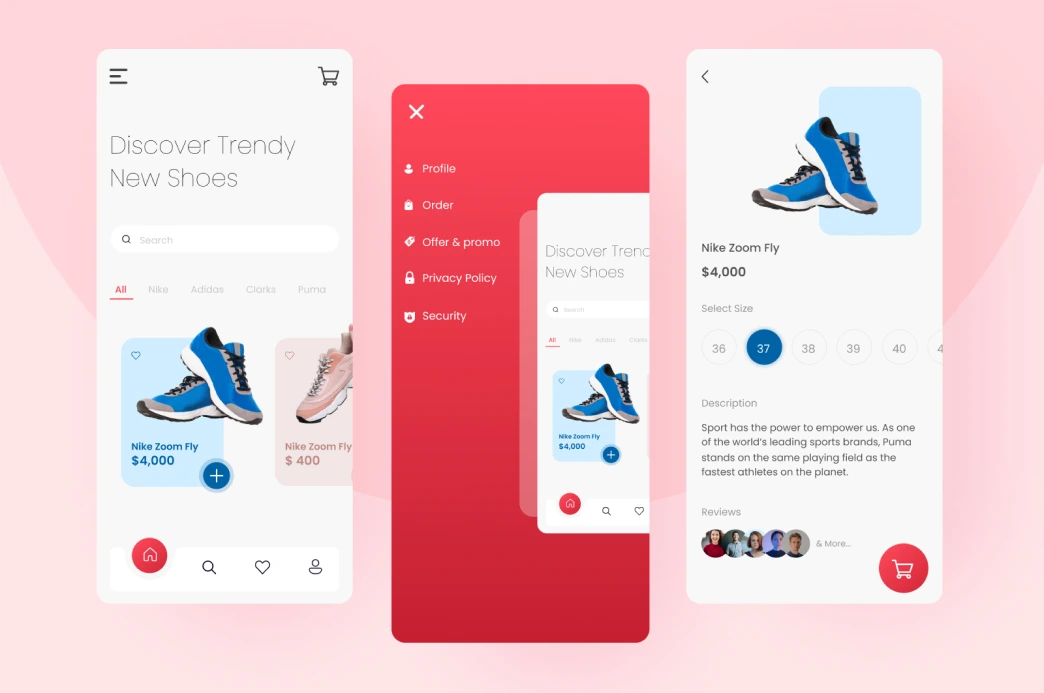 Discover Trendy
New Shoes
Search
All Nike Adidas Clarks Puma
Nike Zoom Fly
$4,000
Nike Zoom Fly
$ 400
Profile
Order
Offer & promo
Privacy Policy
Security
Discover Trend
New Shoes
Search
All Nike Adidas Clarks
Nike Zoom Fly
$4,000
Nike Zoom Fly
$4,000
Select Size
36 37 38 39 40 4
Description
Sport has the power to empower us. As one
of the world's leading sports brands, Puma
stands on the same playing field as the
fastest athletes on the planet.
Reviews
& More...